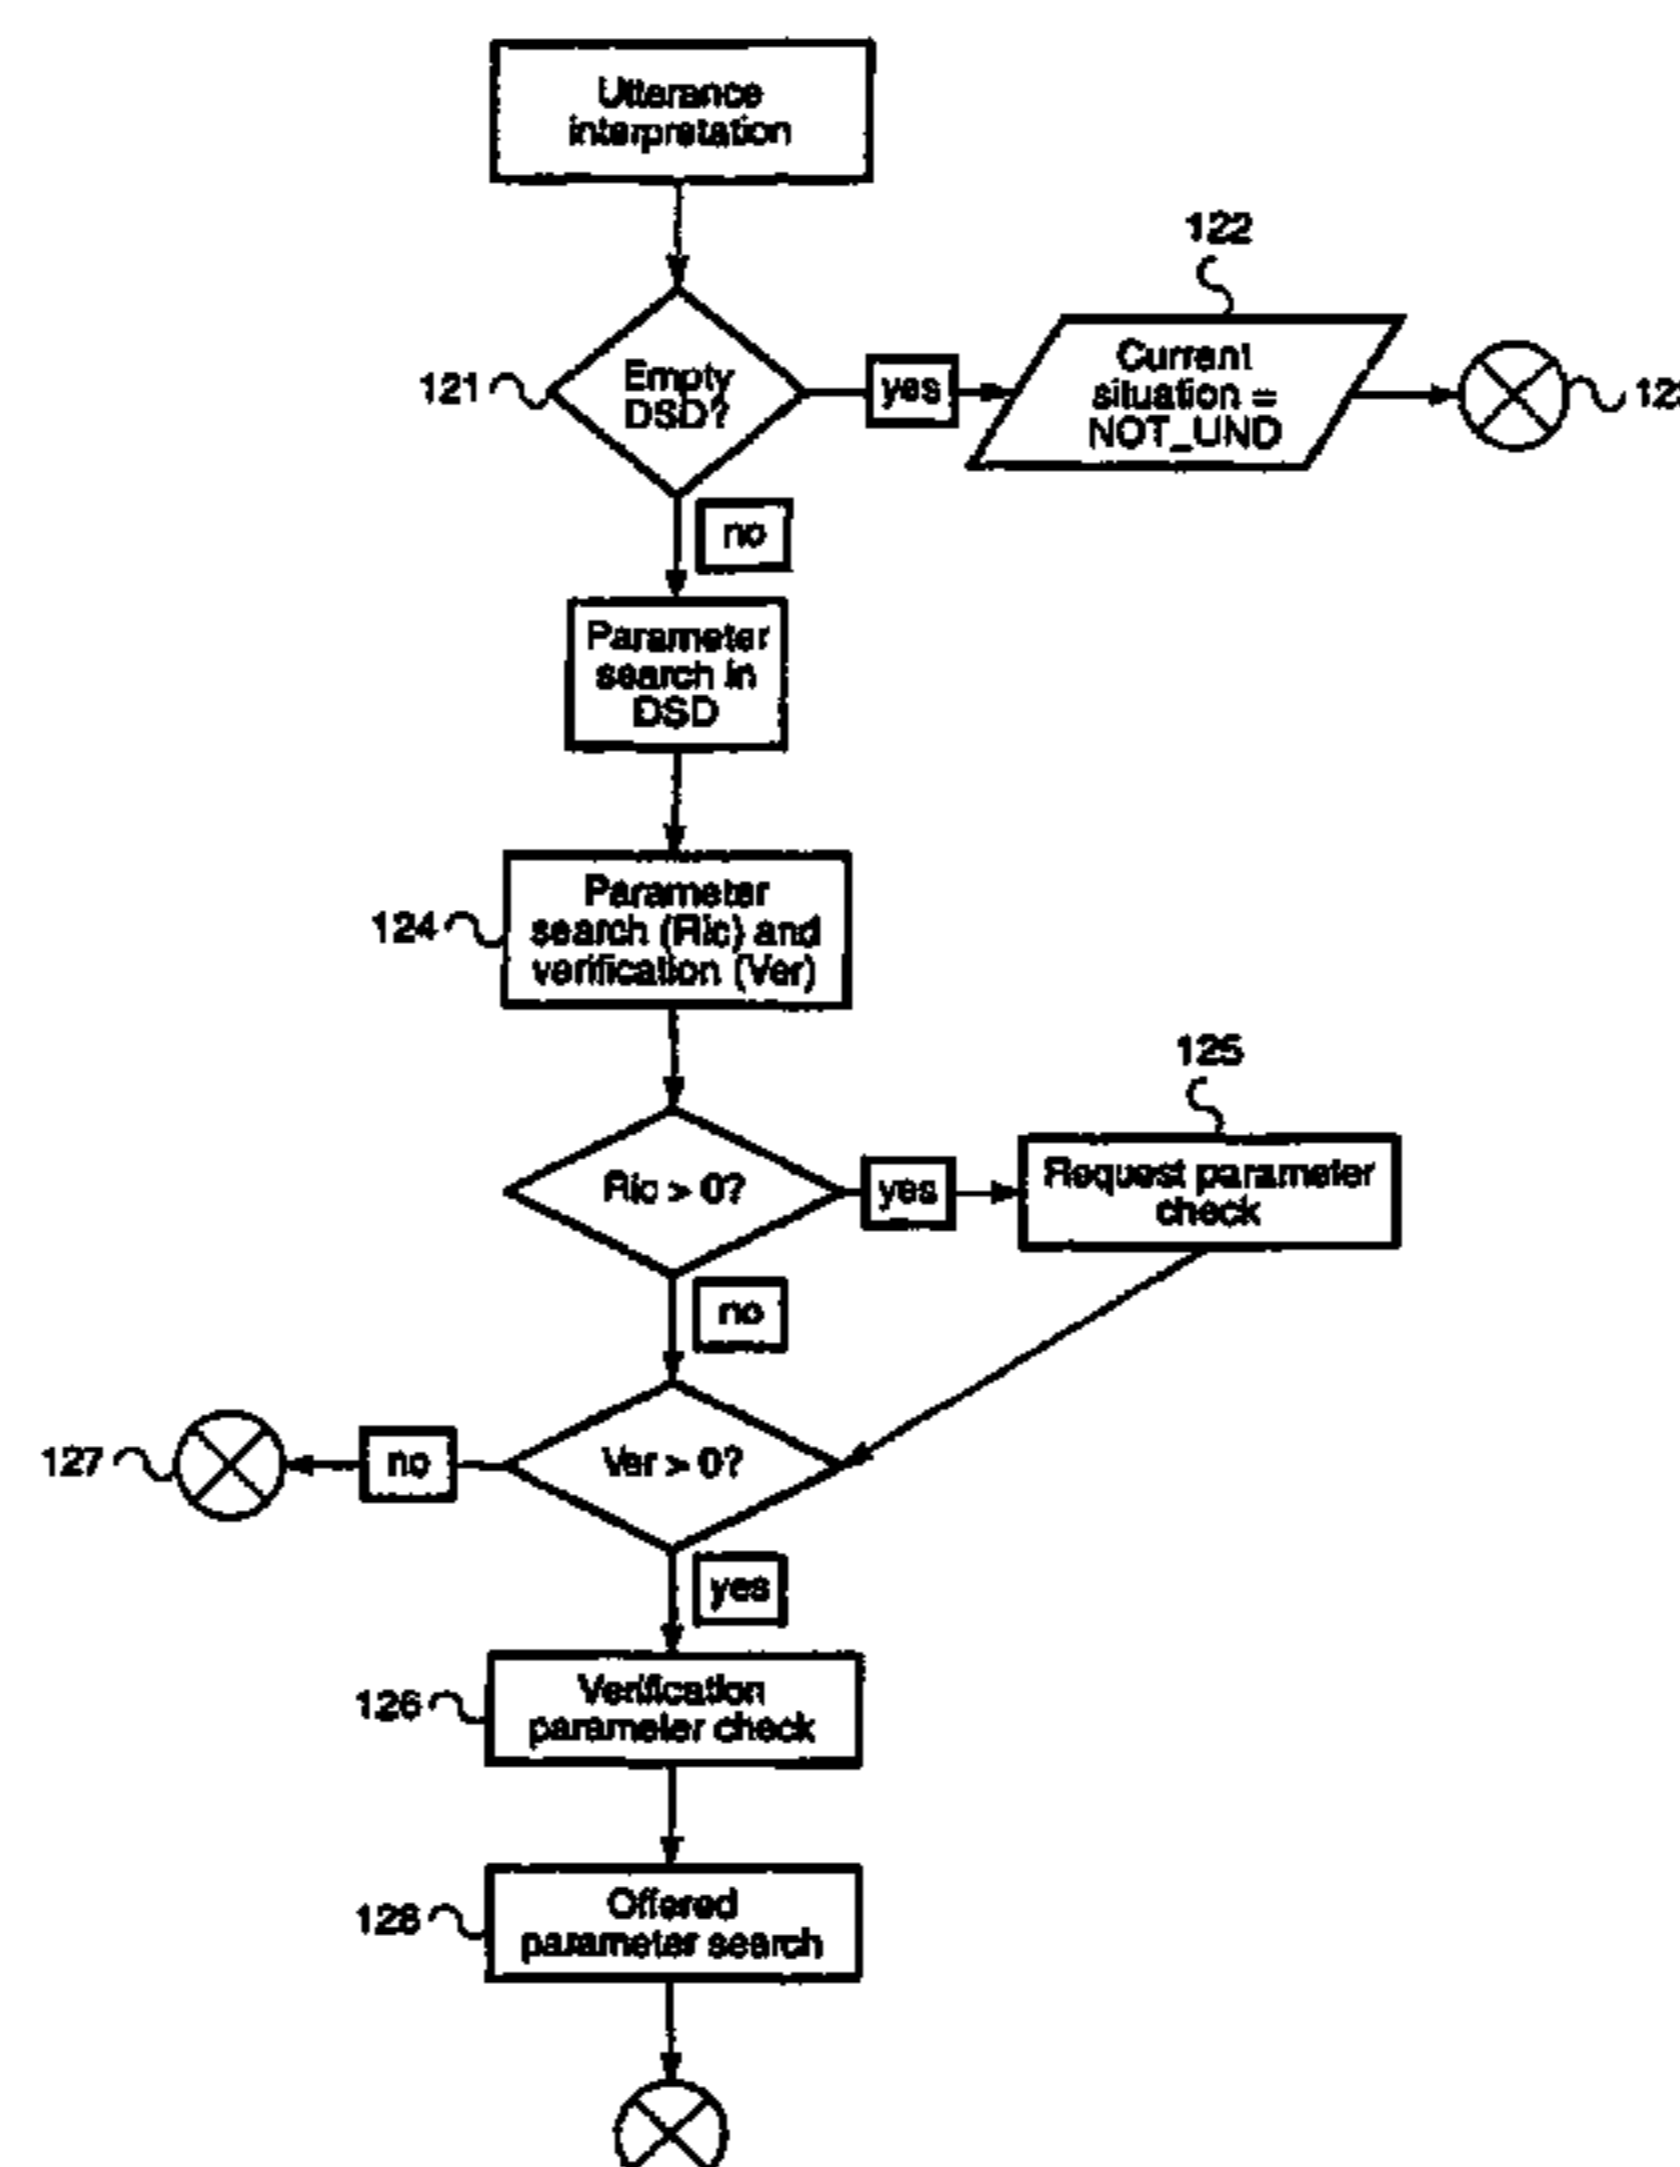 Utterance
interpretation
122
121
Empty
DSD?
yes
Current
situation =
NOT_UND
no
Parameter
search in
DSD
124
Parameter
search (Ric) and
verification (Ver)
125
Ric > 0?
yes
Request parameter
check
no
127
no
Ver > 0?
yes
126
Verification
parameter check
128
Offered
parameter search